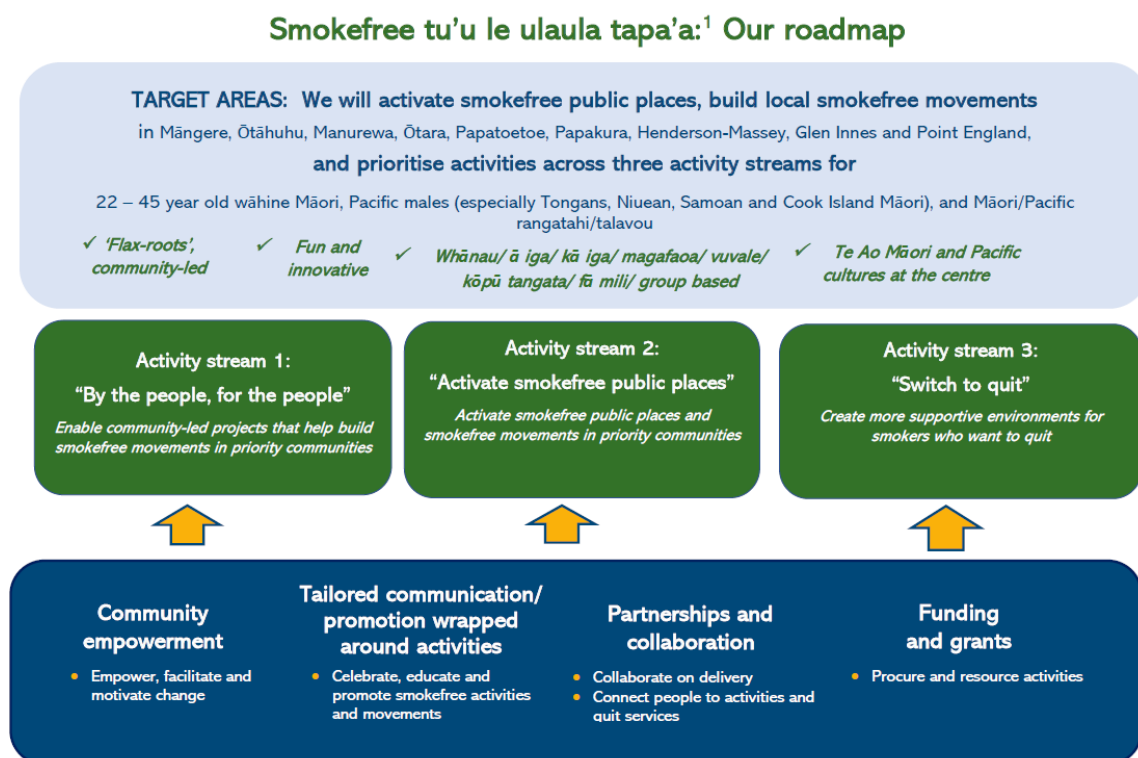 Smokefree tu'u le ulaula tapa'a:¹ Our roadmap
TARGET AREAS: We will activate smokefree public places, build local smokefree movements
in Māngere, Ōtāhuhu, Manurewa, Ōtara, Papatoetoe, Papakura, Henderson-Massey, Glen Innes and Point England,
and prioritise activities across three activity streams for
22 – 45 year old wāhine Māori, Pacific males (especially Tongans, Niuean, Samoan and Cook Island Māori), and Māori/Pacific
rangatahi/talavou
✓ 'Flax-roots',
community-led
✓ Fun and
innovative
✓ Whānau/ ā iga/ kā iga/ magafaoa/ vuvale/
kōpū tangata/ fā mili/ group based
✓ Te Ao Māori and Pacific
cultures at the centre
Activity stream 1:
"By the people, for the people"
Enable community-led projects that help build
smokefree movements in priority communities
Activity stream 2:
"Activate smokefree public places"
Activate smokefree public places and
smokefree movements in priority communities
Activity stream 3:
"Switch to quit"
Create more supportive environments for
smokers who want to quit
Community
empowerment
• Empower, facilitate and
motivate change
Tailored communication/
promotion wrapped
around activities
• Celebrate, educate and
promote smokefree activities
and movements
Partnerships and
collaboration
• Collaborate on delivery
• Connect people to activities and
quit services
Funding
and grants
• Procure and resource activities